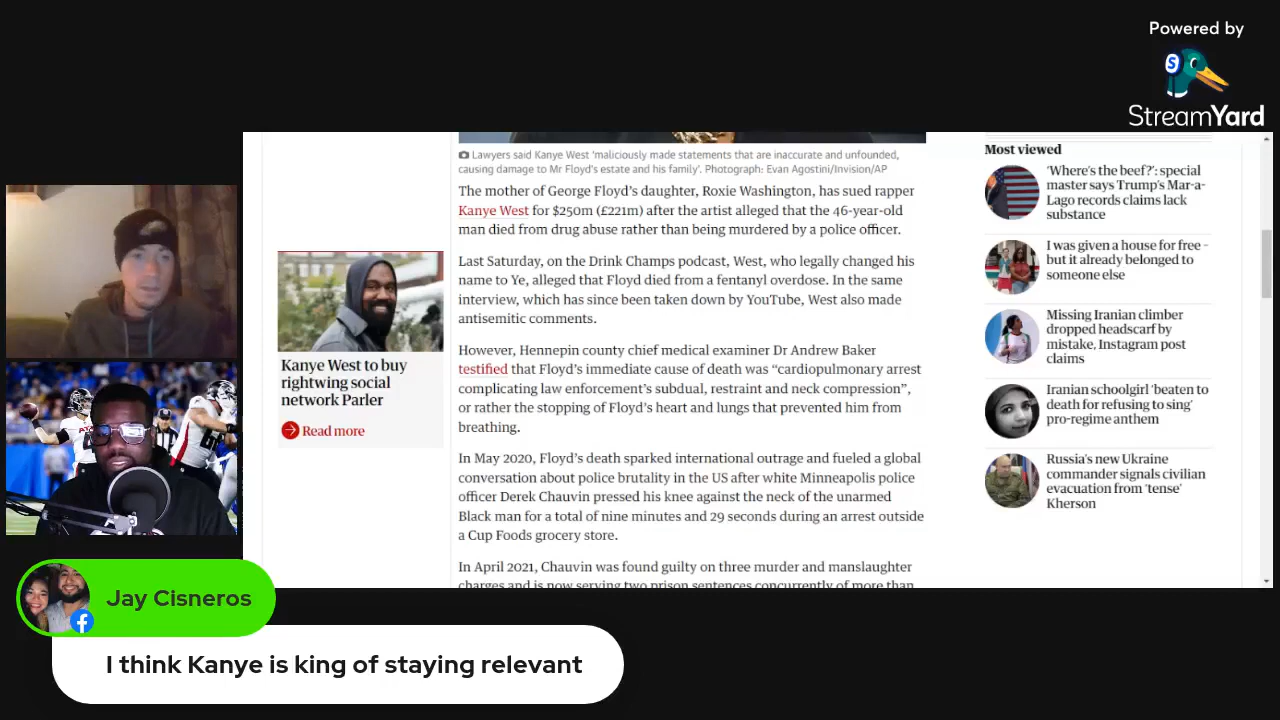 Powered by
S
StreamYard
Lawyers said Kanye West ‘maliciously made statements that are inaccurate and unfounded,
causing damage to Mr Floyd’s estate and his family’. Photograph: Evan Agostini/Invision/AP
The mother of George Floyd’s daughter, Roxie Washington, has sued rapper
Kanye West for $250m (£221m) after the artist alleged that the 46-year-old
man died from drug abuse rather than being murdered by a police officer.
Last Saturday, on the Drink Champs podcast, West, who legally changed his
name to Ye, alleged that Floyd died from a fentanyl overdose. In the same
interview, which has since been taken down by YouTube, West also made
antisemitic comments.
However, Hennepin county chief medical examiner Dr Andrew Baker
testified that Floyd’s immediate cause of death was “cardiopulmonary arrest
complicating law enforcement’s subdual, restraint and neck compression”,
or rather the stopping of Floyd’s heart and lungs that prevented him from
breathing.
In May 2020, Floyd’s death sparked international outrage and fueled a global
conversation about police brutality in the US after white Minneapolis police
officer Derek Chauvin pressed his knee against the neck of the unarmed
Black man for a total of nine minutes and 29 seconds during an arrest outside
a Cup Foods grocery store.
In April 2021, Chauvin was found guilty on three murder and manslaughter
charges and is now serving two prison sentences concurrently of more than
Kanye West to buy
rightwing social
network Parler
Read more
Most viewed
‘Where’s the beef?’: special
master says Trump’s Mar-a-
Lago records claims lack
substance
I was given a house for free –
but it already belonged to
someone else
Missing Iranian climber
dropped headscarf by
mistake, Instagram post
claims
Iranian schoolgirl ‘beaten to
death for refusing to sing’
pro-regime anthem
Russia’s new Ukraine
commander signals civilian
evacuation from ‘tense’
Kherson
Jay Cisneros
I think Kanye is king of staying relevant